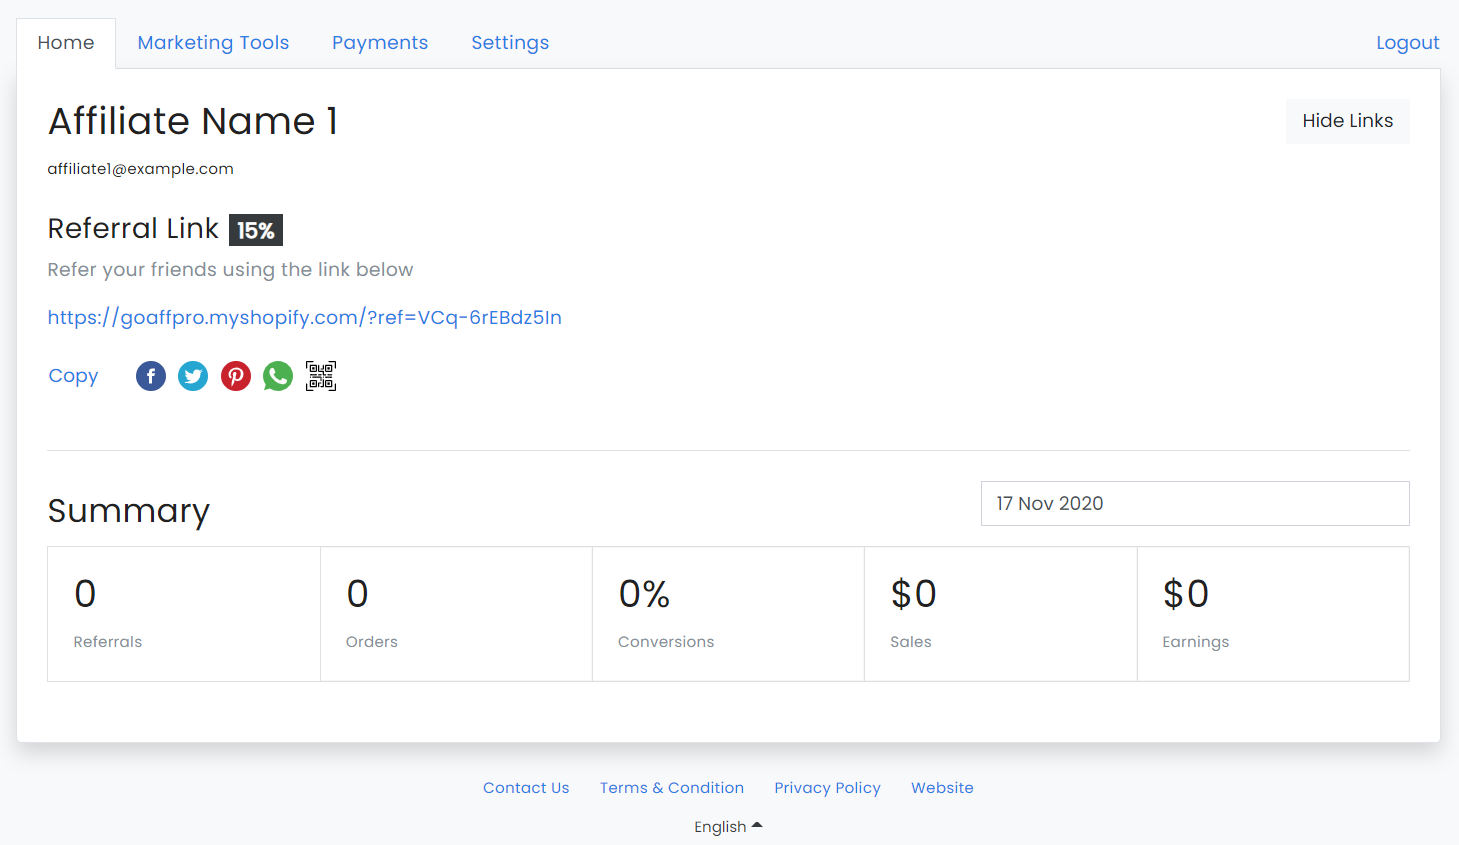 Home Marketing Tools Payments Settings Logout
Affiliate Name 1 Hide Links
affiliate1@example.com
Referral Link 15%
Refer your friends using the link below
https://goaffpro.myshopify.com/?ref=VCq-6rEBdz5In
Copy
Summary 17 Nov 2020
0 0 0% $0 $0
Referrals Orders Conversions Sales Earnings
Contact Us Terms & Condition Privacy Policy Website
English